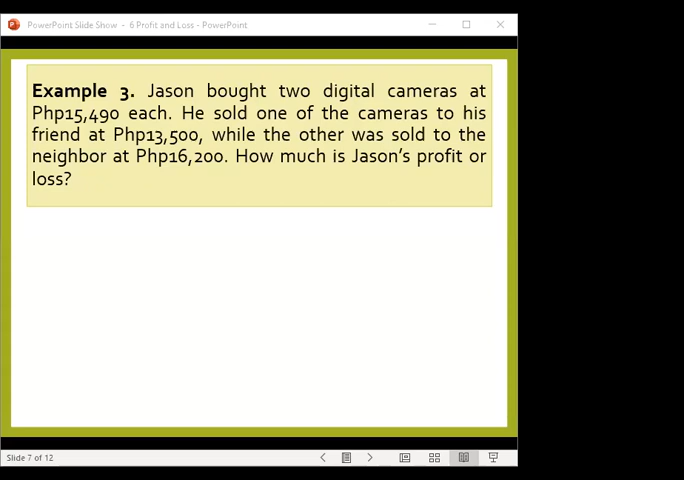 PowerPoint Slide Show - 6 Profit and Loss - PowerPoint
Example 3. Jason bought two digital cameras at
Php15,490 each. He sold one of the cameras to his
friend at Php13,500, while the other was sold to the
neighbor at Php16,200. How much is Jason's profit or
loss?
Slide 7 of 12